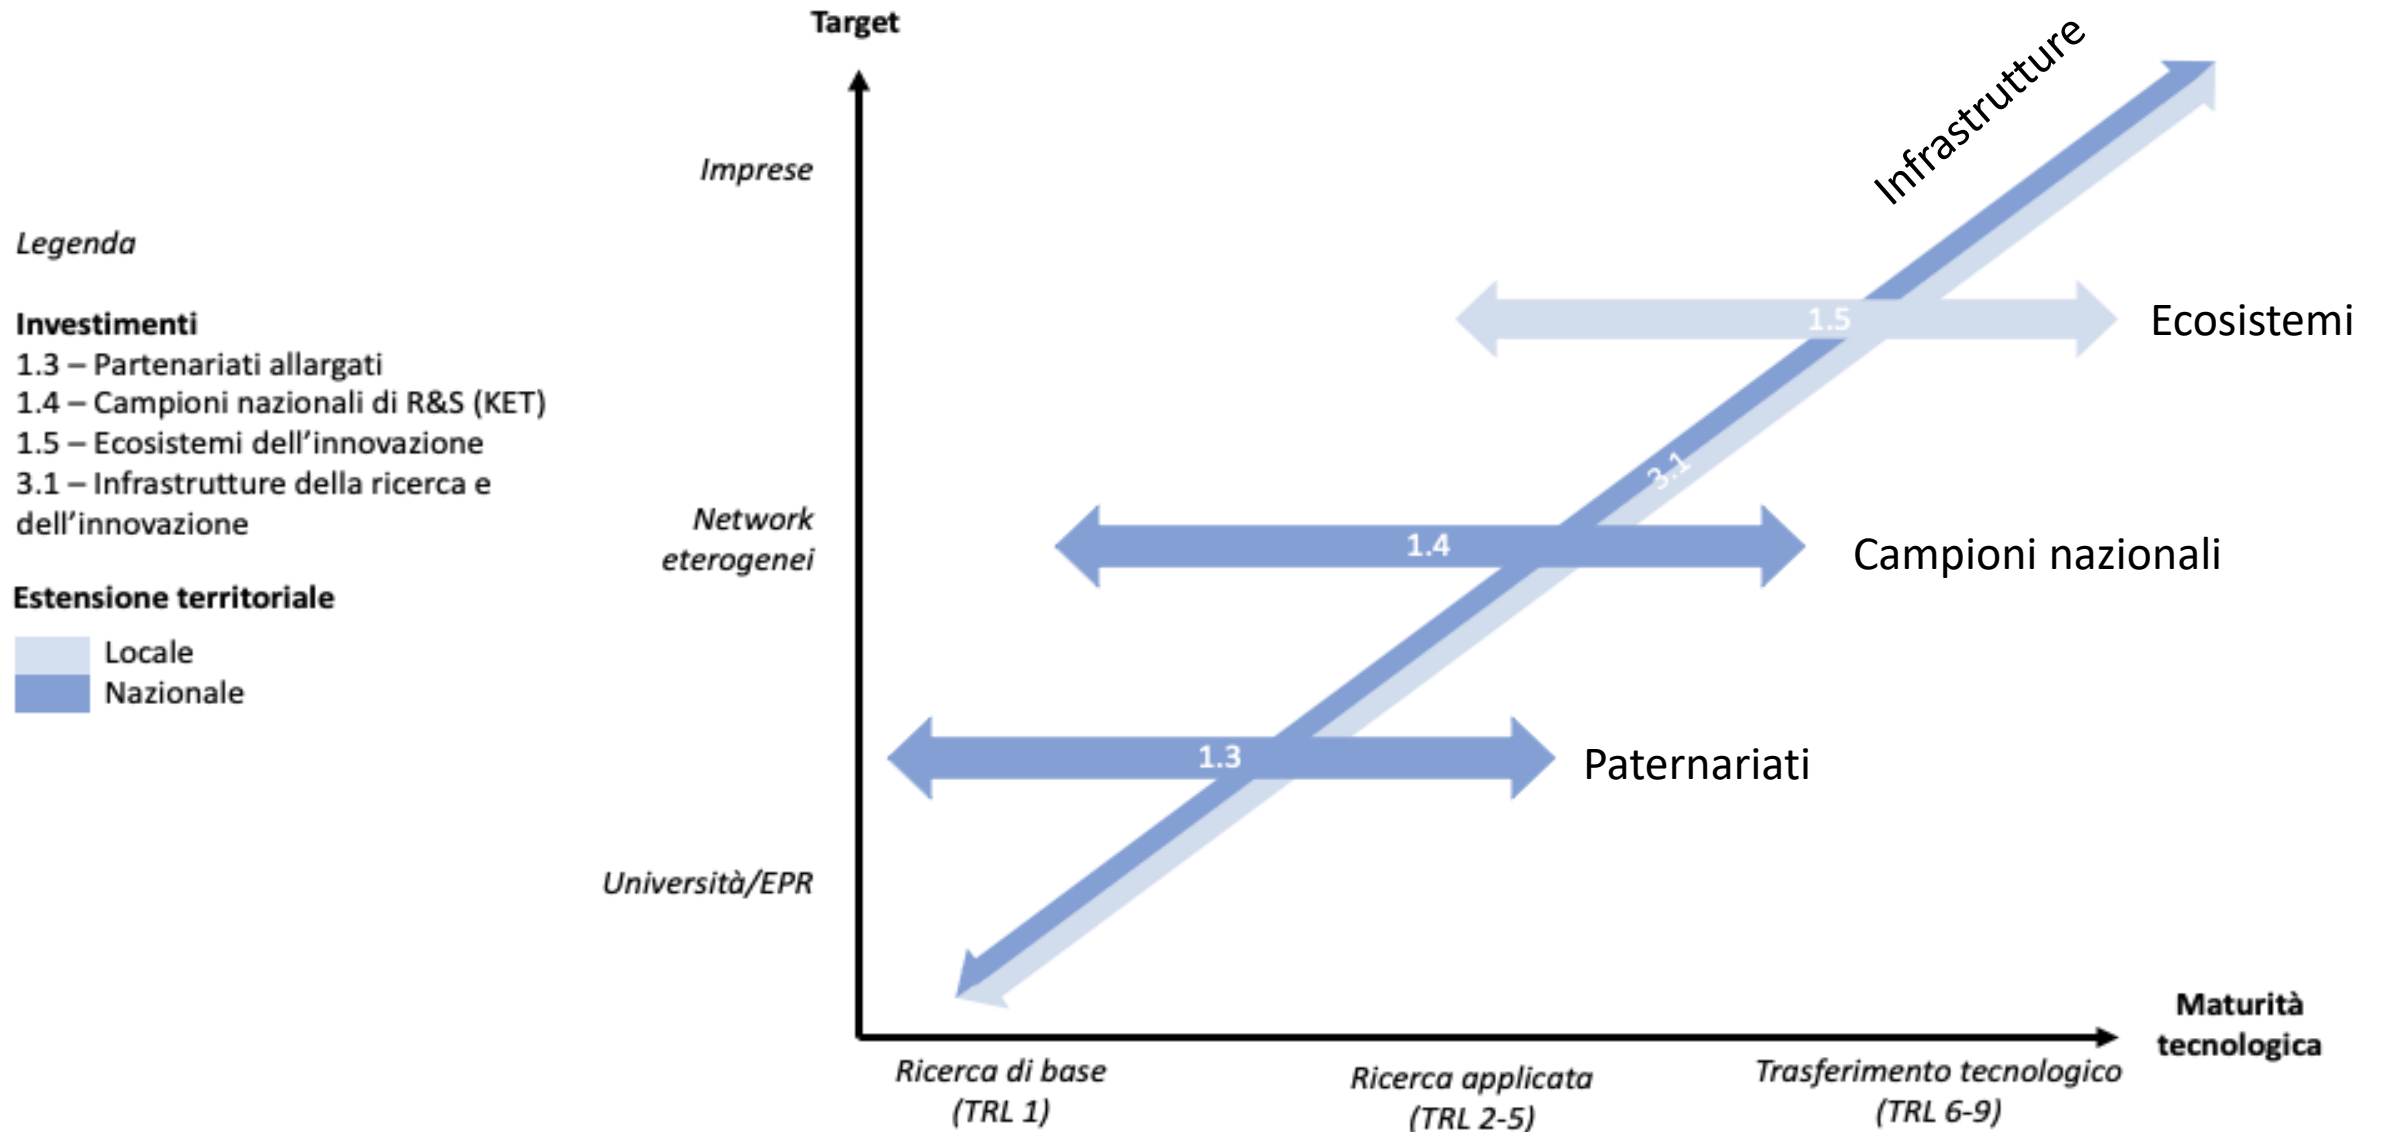 Target
Imprese
Network
eterogenei
Università/EPR
Legenda
Investimenti
1.3 – Partenariati allargati
1.4 – Campioni nazionali di R&S (KET)
1.5 – Ecosistemi dell’innovazione
3.1 – Infrastrutture della ricerca e
dell’innovazione
Estensione territoriale
Locale
Nazionale
Infrastrutture
1.5
Ecosistemi
3.1
1.4
Campioni nazionali
1.3
Paternariati
Maturità
tecnologica
Ricerca di base
(TRL 1)
Ricerca applicata
(TRL 2-5)
Trasferimento tecnologico
(TRL 6-9)